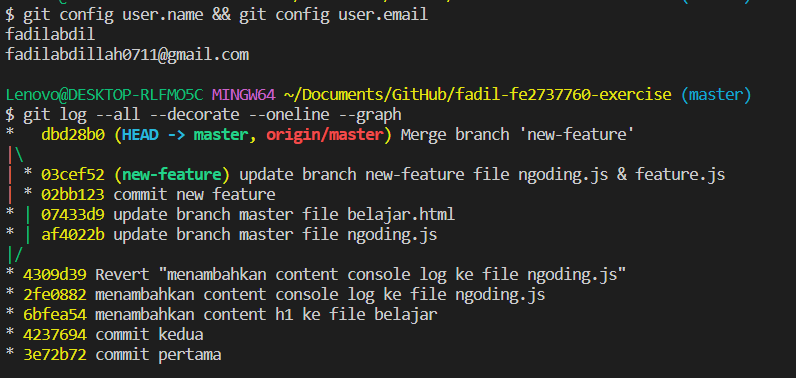 (master)
$ git config user.name && git config user.email
fadilabdil
fadilabdillah0711@gmail.com
Lenovo@DESKTOP-RLFMO5C MINGW64 ~/Documents/GitHub/fadil-fe2737760-exercise (master)
$ git log --all --decorate --oneline --graph
*   dbd28b0 (HEAD -> master, origin/master) Merge branch 'new-feature'
|\
| * 03cef52 (new-feature) update branch new-feature file ngoding.js & feature.js
| * 02bb123 commit new feature
* | 07433d9 update branch master file belajar.html
* | af4022b update branch master file ngoding.js
|/
* 4309d39 Revert "menambahkan content console log ke file ngoding.js"
* 2fe0882 menambahkan content console log ke file ngoding.js
* 6bfea54 menambahkan content h1 ke file belajar
* 4237694 commit kedua
* 3e72b72 commit pertama